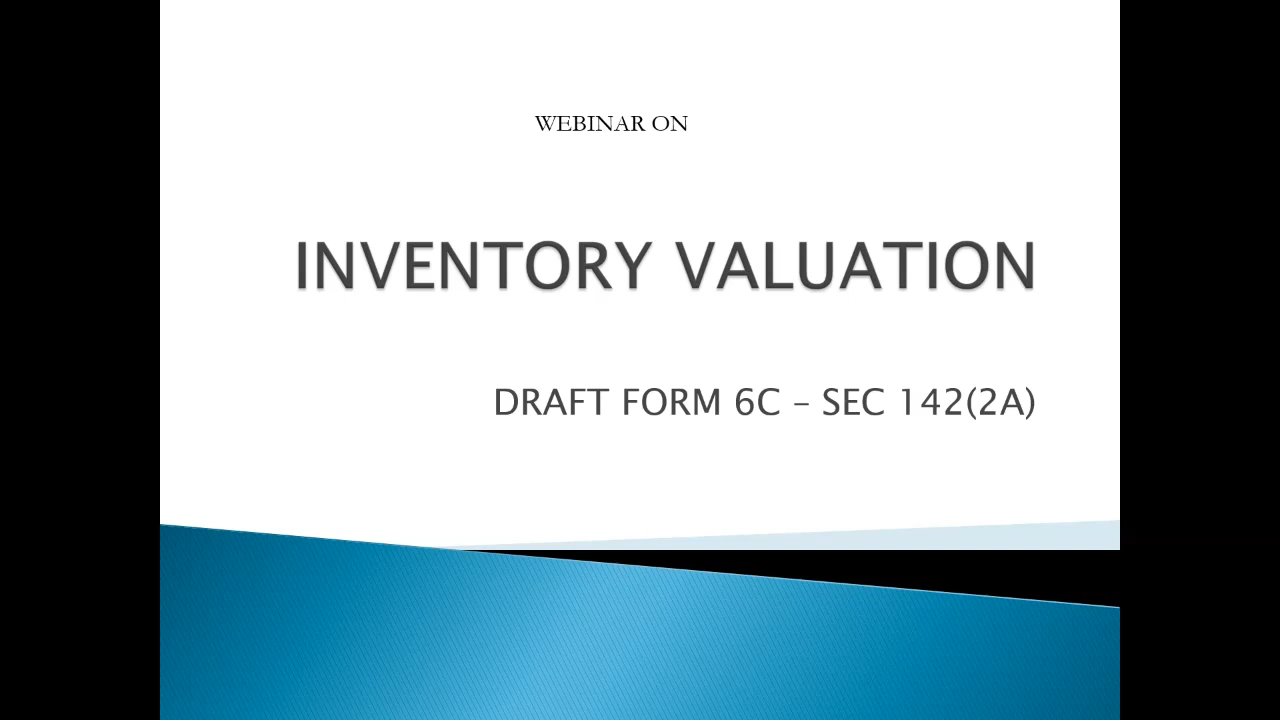 WEBINAR ON
INVENTORY VALUATION
DRAFT FORM 6C – SEC 142(2A)